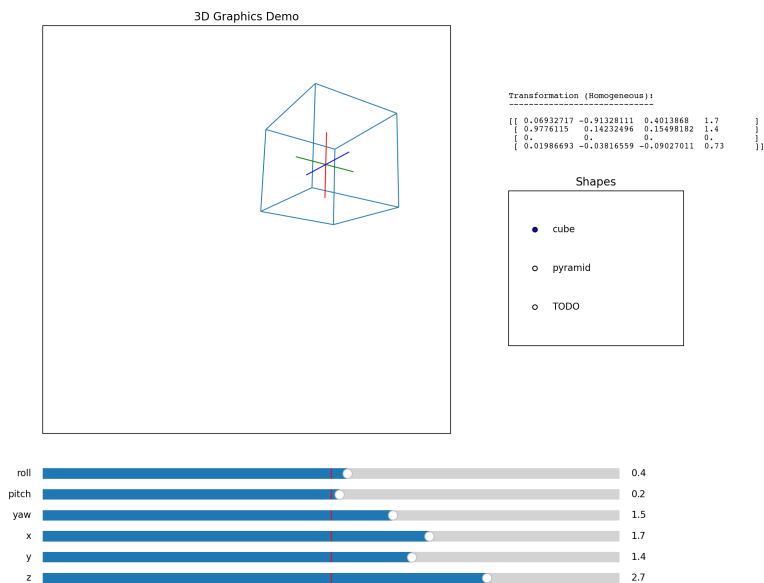 3D Graphics Demo
Transformation (Homogeneous):
-----------------------------
[[ 0.06932717 -0.91328111 0.4013868 1.7 ]
[ 0.9776115 0.14232496 0.15498182 1.4 ]
[ 0. 0. 0. 0. ]
[ 0.01986693 -0.03816559 -0.09027011 0.73 ]]
Shapes
cube
pyramid
TODO
roll 0.4
pitch 0.2
yaw 1.5
x 1.7
y 1.4
z 2.7